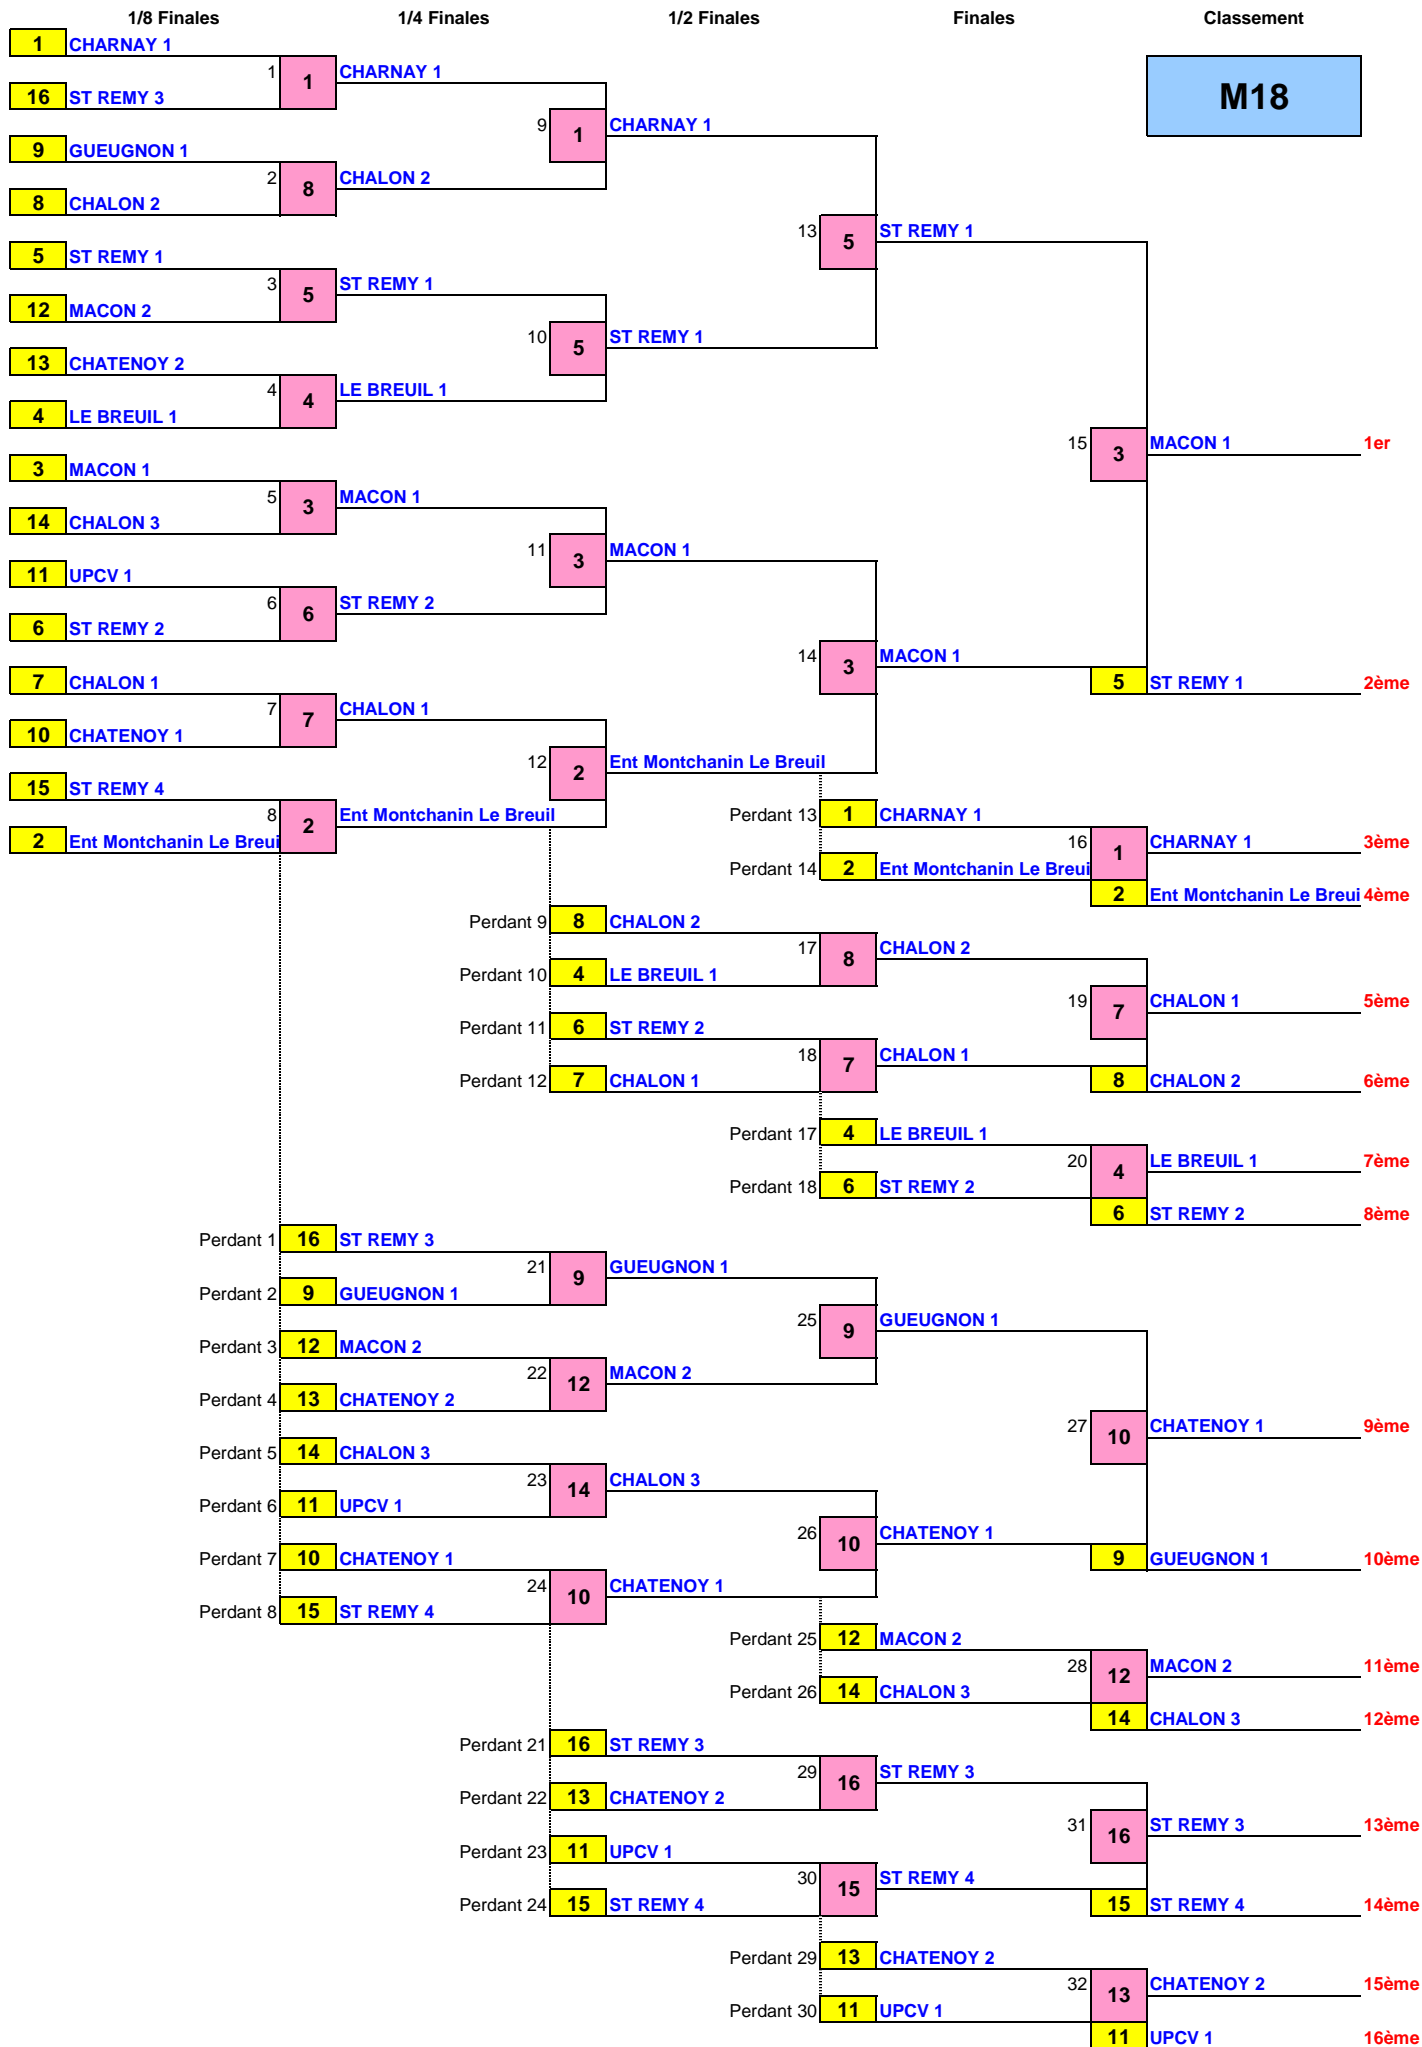 1/8 Finales 1/4 Finales 1/2 Finales Finales Classement
1 CHARNAY 1
1 1 CHARNAY 1
16 ST REMY 3
M18
9 1 CHARNAY 1
9 GUEUGNON 1
2 8 CHALON 2
8 CHALON 2
13 5 ST REMY 1
5 ST REMY 1
3 5 ST REMY 1
12 MACON 2
10 5 ST REMY 1
13 CHATENOY 2
4 4 LE BREUIL 1
4 LE BREUIL 1
15 3 MACON 1 1er
3 MACON 1
5 3 MACON 1
14 CHALON 3
11 3 MACON 1
11 UPCV 1
6 6 ST REMY 2
6 ST REMY 2
14 3 MACON 1
7 CHALON 1
5 ST REMY 1 2ème
7 7 CHALON 1
10 CHATENOY 1
12 2 Ent Montchanin Le Breuil
15 ST REMY 4
8 2 Ent Montchanin Le Breuil
Perdant 13 1 CHARNAY 1
2 Ent Montchanin Le Breui
16 1 CHARNAY 1 3ème
Perdant 14 2 Ent Montchanin Le Breui
2 Ent Montchanin Le Breui 4ème
Perdant 9 8 CHALON 2
17 8 CHALON 2
Perdant 10 4 LE BREUIL 1
19 7 CHALON 1 5ème
Perdant 11 6 ST REMY 2
18 7 CHALON 1
Perdant 12 7 CHALON 1
8 CHALON 2 6ème
Perdant 17 4 LE BREUIL 1
20 4 LE BREUIL 1 7ème
Perdant 18 6 ST REMY 2
6 ST REMY 2 8ème
Perdant 1 16 ST REMY 3
21 9 GUEUGNON 1
Perdant 2 9 GUEUGNON 1
25 9 GUEUGNON 1
Perdant 3 12 MACON 2
22 12 MACON 2
Perdant 4 13 CHATENOY 2
27 10 CHATENOY 1 9ème
Perdant 5 14 CHALON 3
23 14 CHALON 3
Perdant 6 11 UPCV 1
26 10 CHATENOY 1
Perdant 7 10 CHATENOY 1
9 GUEUGNON 1 10ème
24 10 CHATENOY 1
Perdant 8 15 ST REMY 4
Perdant 25 12 MACON 2
28 12 MACON 2 11ème
Perdant 26 14 CHALON 3
14 CHALON 3 12ème
Perdant 21 16 ST REMY 3
29 16 ST REMY 3
Perdant 22 13 CHATENOY 2
31 16 ST REMY 3 13ème
Perdant 23 11 UPCV 1
30 15 ST REMY 4
Perdant 24 15 ST REMY 4
15 ST REMY 4 14ème
Perdant 29 13 CHATENOY 2
32 13 CHATENOY 2 15ème
Perdant 30 11 UPCV 1
11 UPCV 1 16ème